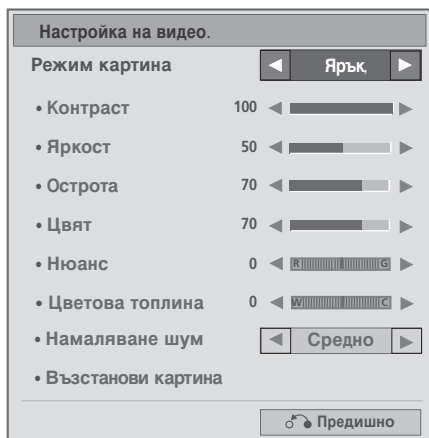 Настройка на видео.
Режим картина ◄ Ярък, ►
• Контраст 100 ◄ ►
• Яркост 50 ◄ ►
• Острота 70 ◄ ►
• Цвят 70 ◄ ►
• Нюанс 0 ◄ R G ►
• Цветова топлина 0 ◄ W C ►
• Намаляване шум ◄ Средно ►
• Възстанови картина
Предишно